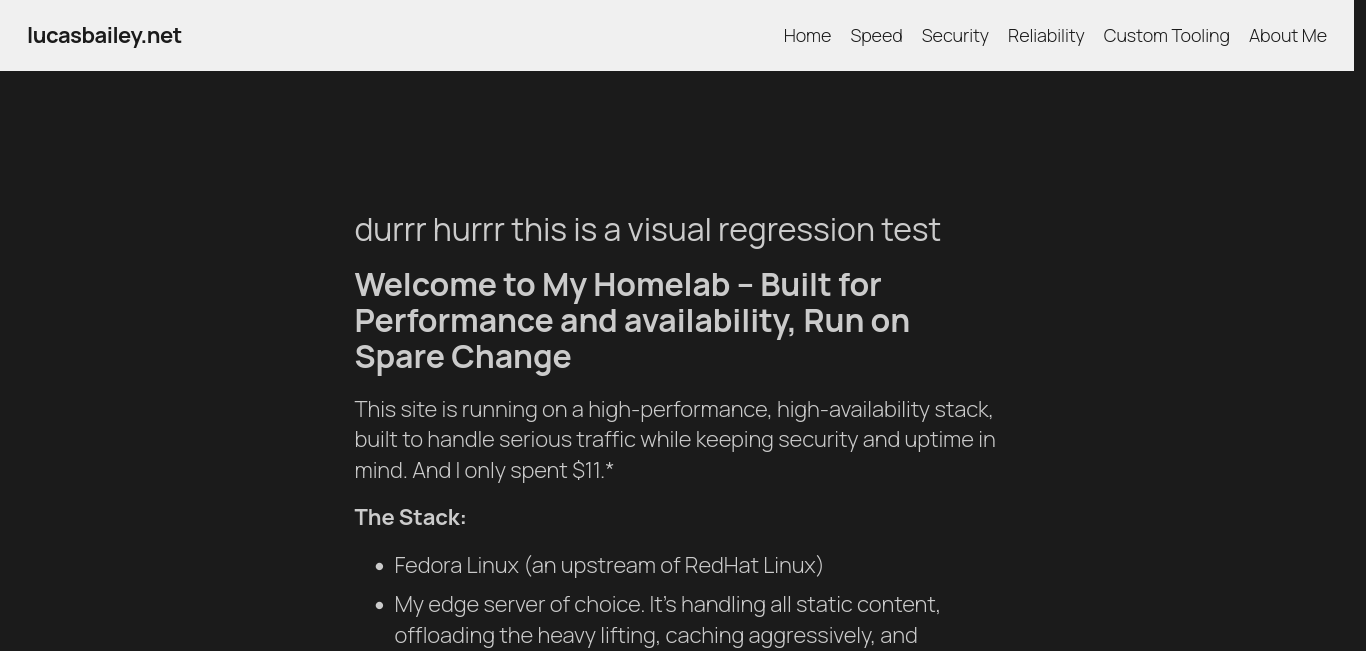 lucasbailey.net
Home Speed Security Reliability Custom Tooling About Me
durrr hurrr this is a visual regression test
Welcome to My Homelab – Built for
Performance and availability, Run on
Spare Change
This site is running on a high-performance, high-availability stack,
built to handle serious traffic while keeping security and uptime in
mind. And I only spent $11.*
The Stack:
• Fedora Linux (an upstream of RedHat Linux)
• My edge server of choice. It’s handling all static content,
offloading the heavy lifting, caching aggressively, and